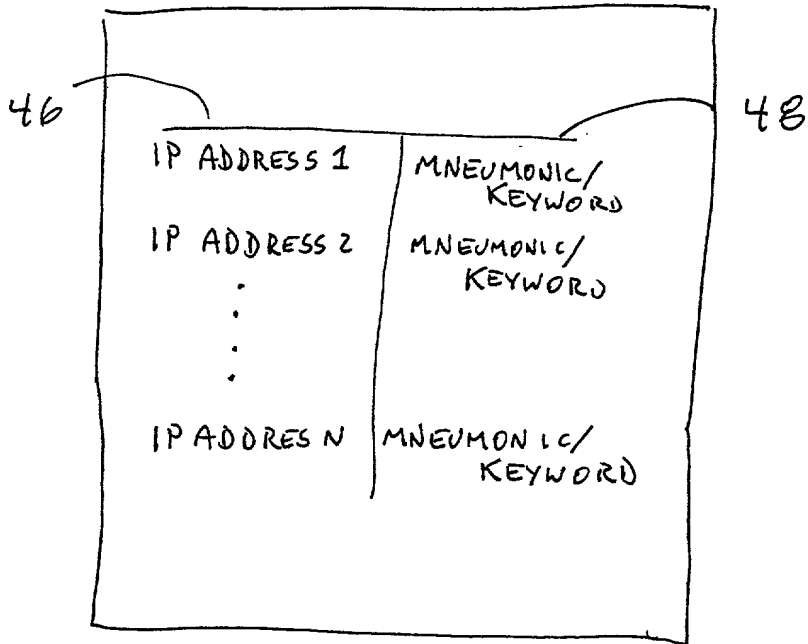 46
48
IP ADDRESS 1
MNEUMONIC/
KEYWORD
IP ADDRESS 2
MNEUMONIC/
KEYWORD
IP ADDRES N
MNEUMONIC/
KEYWORD